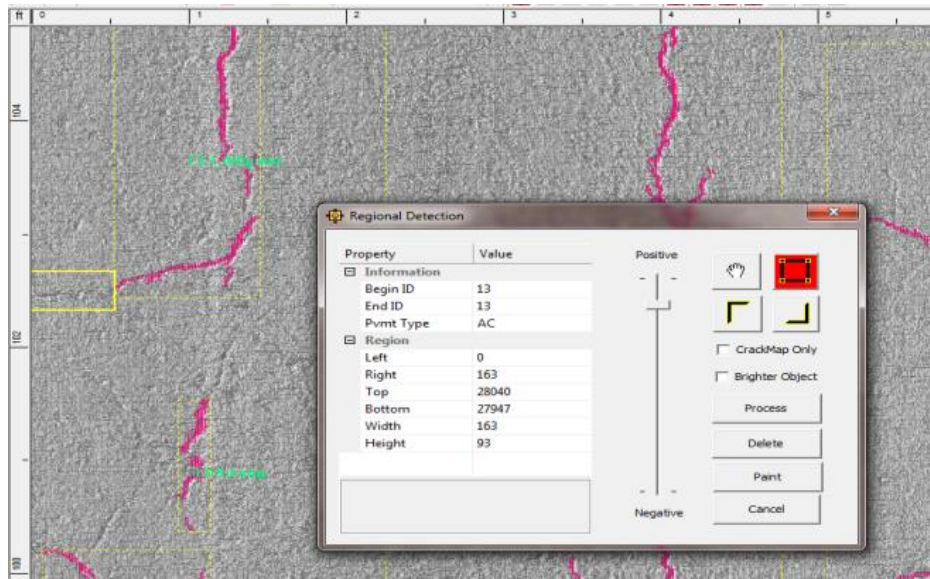 ft 0 1 2 3 4 5
104
102
100
Regional Detection
Property Value
Information
Begin ID 13
End ID 13
Pvmt Type AC
Region
Left 0
Right 163
Top 28040
Bottom 27947
Width 163
Height 93
Positive
Negative
CrackMap Only
Brighter Object
Process
Delete
Paint
Cancel